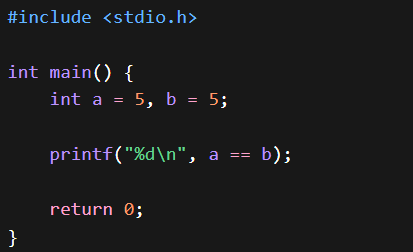 #include <stdio.h>
int main() {
    int a = 5, b = 5;
    printf("%d\n", a == b);
    return 0;
}